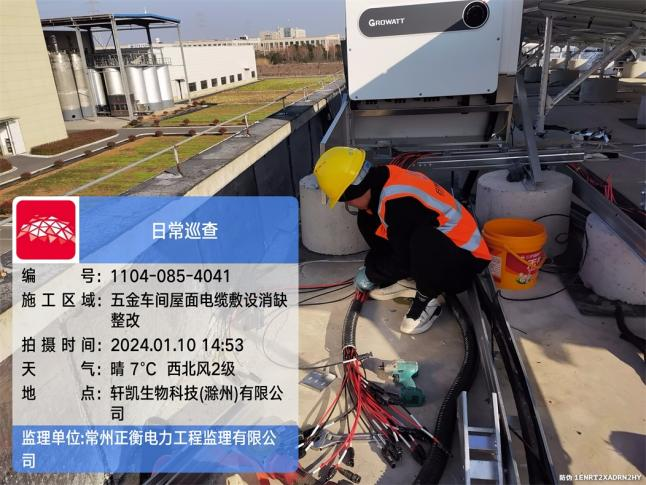 GROWATT
日常巡查
编 号: 1104-085-4041
施工区域: 五金车间屋面电缆敷设消缺
整改
拍摄时间: 2024.01.10 14:53
天 气: 晴 7℃ 西北风2级
地 点: 轩凯生物科技(滁州)有限公
司
监理单位:常州正衡电力工程监理有限公
司
防伪 1ENRT2XADRN2HY